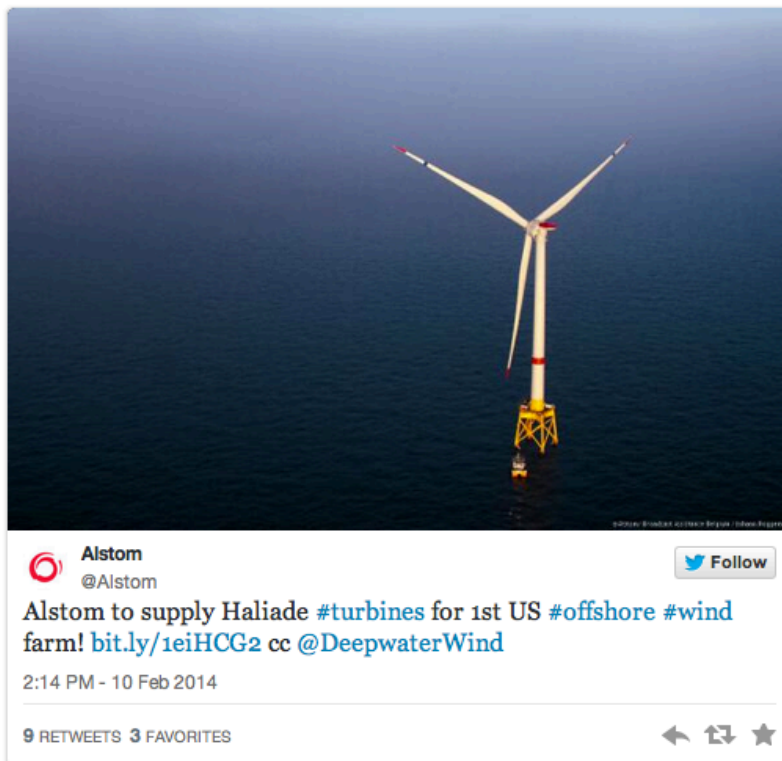 Alstom
@Alstom
Follow
Alstom to supply Haliade #turbines for 1st US #offshore #wind
farm! bit.ly/1eiHCG2 cc @DeepwaterWind
2:14 PM - 10 Feb 2014
9 RETWEETS 3 FAVORITES